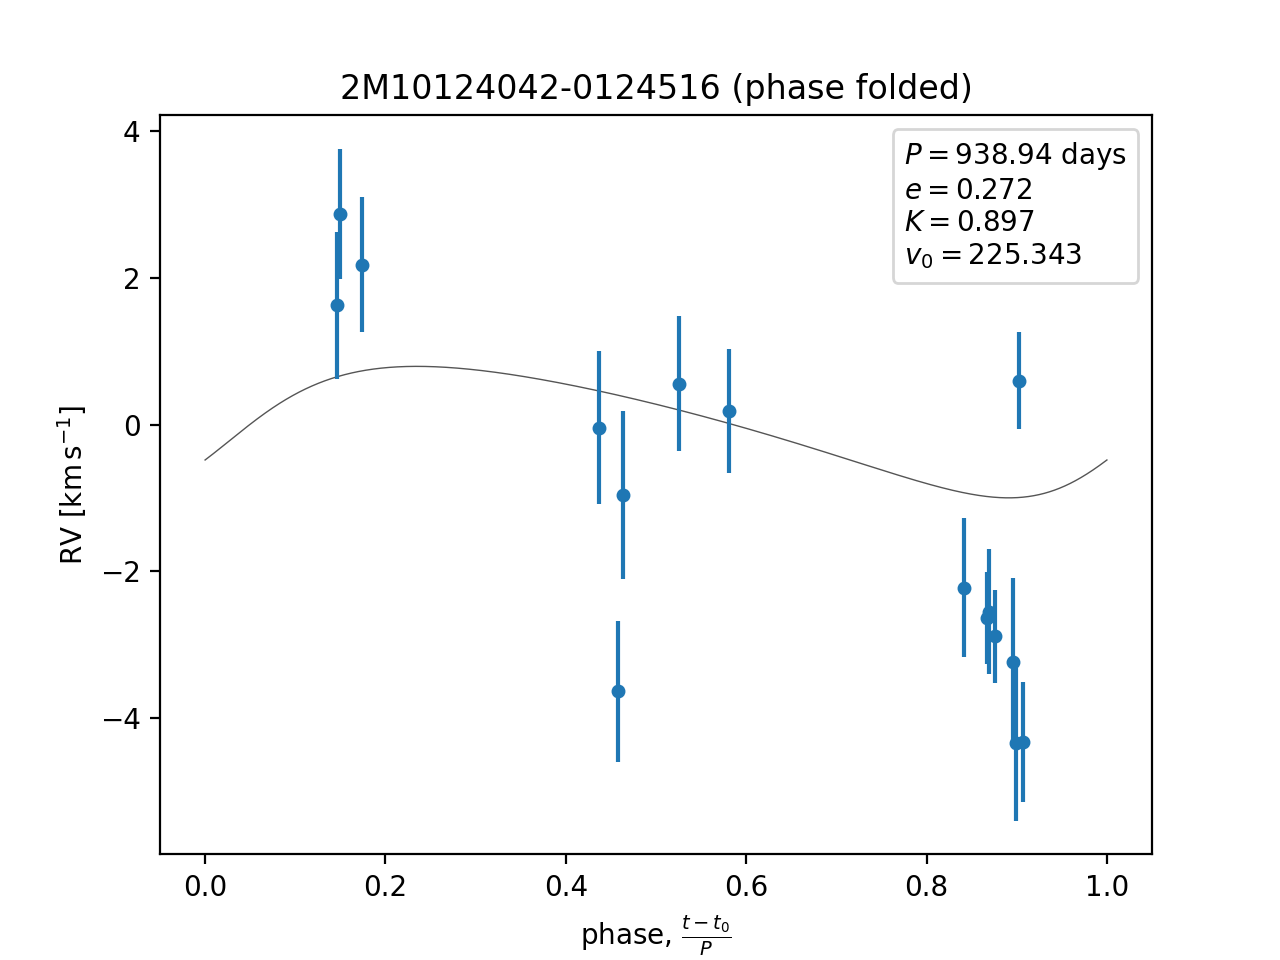 2M10124042-0124516 (phase folded)
P = 938.94 days
e = 0.272
K = 0.897
v₀ = 225.343
RV [km s⁻¹]
4
2
0
−2
−4
0.0 0.2 0.4 0.6 0.8 1.0
phase, (t − t₀)/P